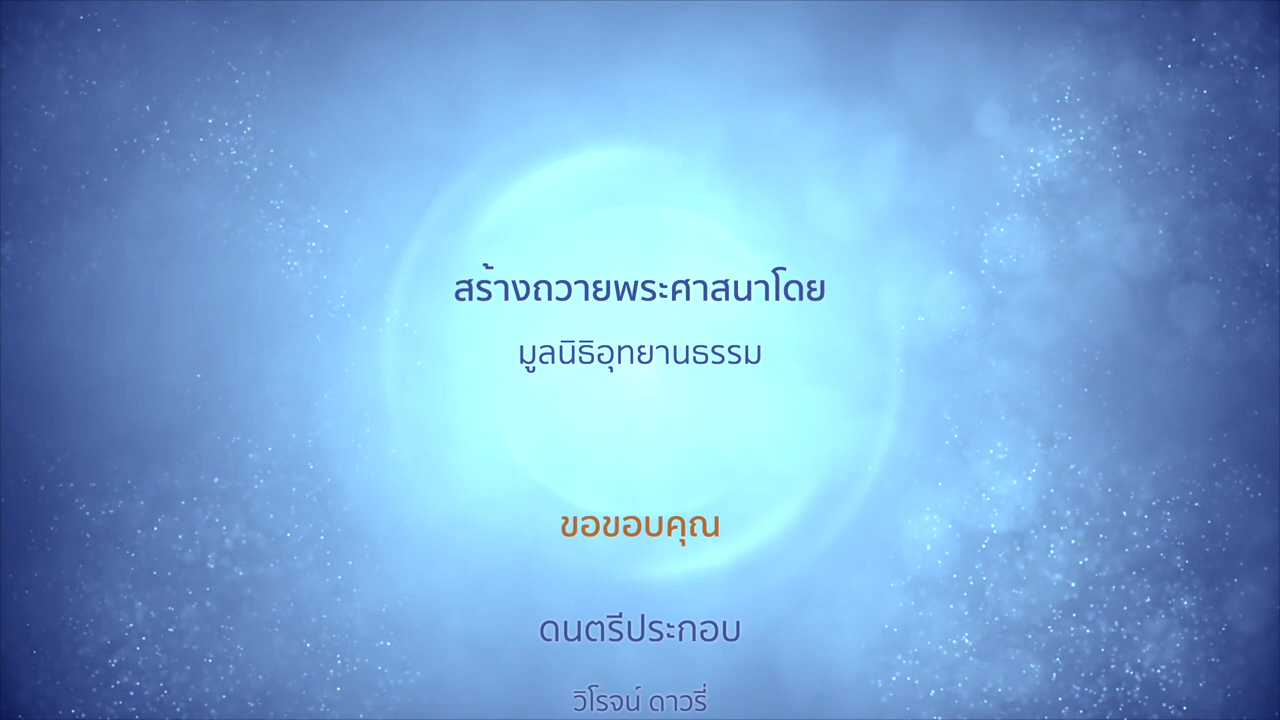 สร้างถวายพระศาสนาโดย
มูลนิธิอุทยานธรรม
ขอขอบคุณ
ดนตรีประกอบ
วิโรจน์ ดาวรี่